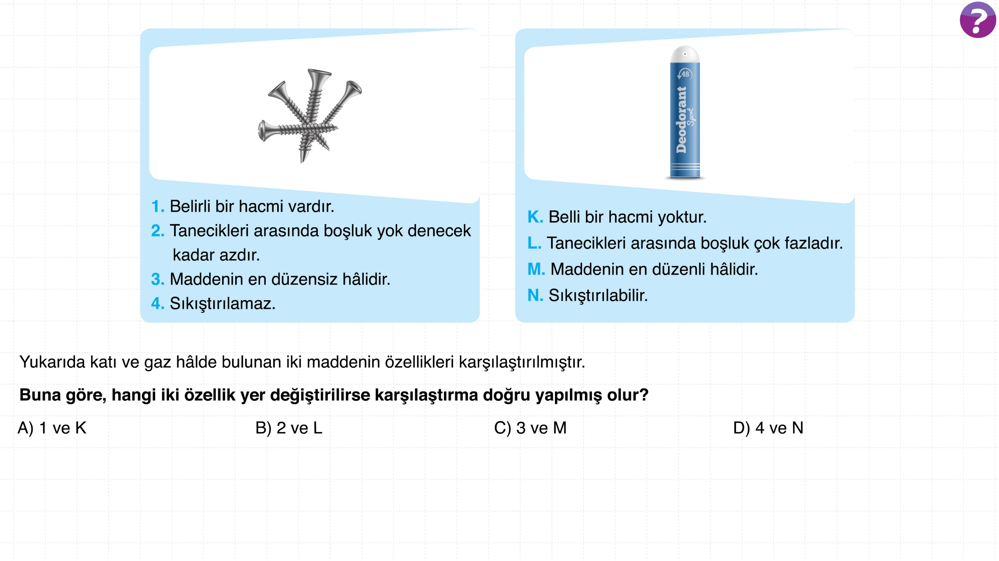 ?
48
Deodorant
Sport
1. Belirli bir hacmi vardır.
2. Tanecikleri arasında boşluk yok denecek
kadar azdır.
3. Maddenin en düzensiz hâlidir.
4. Sıkıştırılamaz.
K. Belli bir hacmi yoktur.
L. Tanecikleri arasında boşluk çok fazladır.
M. Maddenin en düzenli hâlidir.
N. Sıkıştırılabilir.
Yukarıda katı ve gaz hâlde bulunan iki maddenin özellikleri karşılaştırılmıştır.
Buna göre, hangi iki özellik yer değiştirilirse karşılaştırma doğru yapılmış olur?
A) 1 ve K B) 2 ve L C) 3 ve M D) 4 ve N